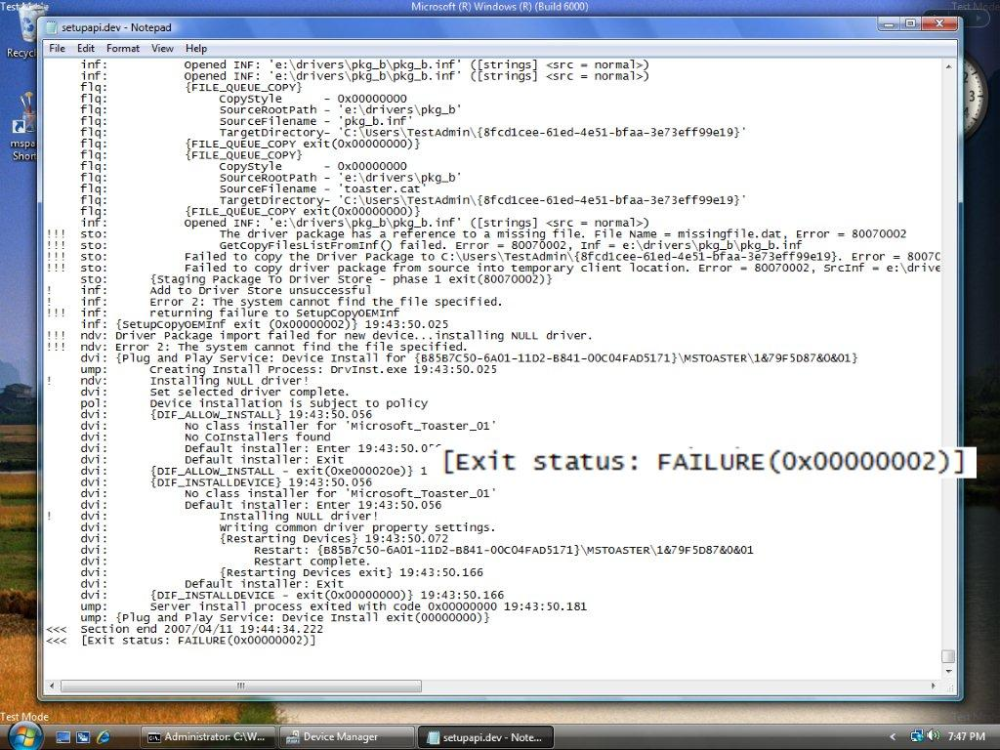 Test Mode
Microsoft (R) Windows (R) (Build 6000)
Test Mode
Recyc
mspa
Short
setupapi.dev - Notepad
File Edit Format View Help
inf: Opened INF: 'e:\drivers\pkg_b\pkg_b.inf' ([strings] <src = normal>)
inf: Opened INF: 'e:\drivers\pkg_b\pkg_b.inf' ([strings] <src = normal>)
flq: {FILE_QUEUE_COPY}
flq: CopyStyle - 0x00000000
flq: SourceRootPath - 'e:\drivers\pkg_b'
flq: SourceFilename - 'pkg_b.inf'
flq: TargetDirectory- 'C:\Users\TestAdmin\{8fcd1cee-61ed-4e51-bfaa-3e73eff99e19}'
flq: {FILE_QUEUE_COPY exit(0x00000000)}
flq: {FILE_QUEUE_COPY}
flq: CopyStyle - 0x00000000
flq: SourceRootPath - 'e:\drivers\pkg_b'
flq: SourceFilename - 'toaster.cat'
flq: TargetDirectory- 'C:\Users\TestAdmin\{8fcd1cee-61ed-4e51-bfaa-3e73eff99e19}'
flq: {FILE_QUEUE_COPY exit(0x00000000)}
inf: Opened INF: 'e:\drivers\pkg_b\pkg_b.inf' ([strings] <src = normal>)
!!! sto: The driver package has a reference to a missing file. File Name = missingfile.dat, Error = 80070002
!!! sto: GetCopyFilesListFromInf() failed. Error = 80070002, Inf = e:\drivers\pkg_b\pkg_b.inf
!!! sto: Failed to copy the Driver Package to C:\Users\TestAdmin\{8fcd1cee-61ed-4e51-bfaa-3e73eff99e19}. Error = 8007C
!!! sto: Failed to copy driver package from source into temporary client location. Error = 80070002, SrcInf = e:\drive
sto: {Staging Package To Driver Store - phase 1 exit(80070002)}
! inf: Add to Driver Store unsuccessful
! inf: Error 2: The system cannot find the file specified.
!!! inf: returning failure to SetupCopyOEMInf
inf: {SetupCopyOEMInf exit (0x00000002)} 19:43:50.025
!!! ndv: Driver Package import failed for new device...installing NULL driver.
!!! ndv: Error 2: The system cannot find the file specified.
dvi: {Plug and Play Service: Device Install for {B85B7C50-6A01-11D2-B841-00C04FAD5171}\MSTOASTER\1&79F5D87&0&01}
ump: Creating Install Process: DrvInst.exe 19:43:50.025
! ndv: Installing NULL driver!
dvi: Set selected driver complete.
pol: Device installation is subject to policy
dvi: {DIF_ALLOW_INSTALL} 19:43:50.056
dvi: No class installer for 'Microsoft_Toaster_01'
dvi: No CoInstallers found
dvi: Default installer: Enter 19:43:50.056
dvi: Default installer: Exit
dvi: {DIF_ALLOW_INSTALL - exit(0xe000020e)} 1
[Exit status: FAILURE(0x00000002)]
dvi: {DIF_INSTALLDEVICE} 19:43:50.056
dvi: No class installer for 'Microsoft_Toaster_01'
dvi: Default installer: Enter 19:43:50.056
! dvi: Installing NULL driver!
dvi: Writing common driver property settings.
dvi: {Restarting Devices} 19:43:50.072
dvi: Restart: {B85B7C50-6A01-11D2-B841-00C04FAD5171}\MSTOASTER\1&79F5D87&0&01
dvi: Restart complete.
dvi: {Restarting Devices exit} 19:43:50.166
dvi: Default installer: Exit
dvi: {DIF_INSTALLDEVICE - exit(0x00000000)} 19:43:50.166
ump: Server install process exited with code 0x00000000 19:43:50.181
ump: {Plug and Play Service: Device Install exit(00000000)}
<<< Section end 2007/04/11 19:44:34.222
<<< [Exit status: FAILURE(0x00000002)]
Test Mode
Test Mode
Administrator: C:\W...
Device Manager
setupapi.dev - Note...
7:47 PM